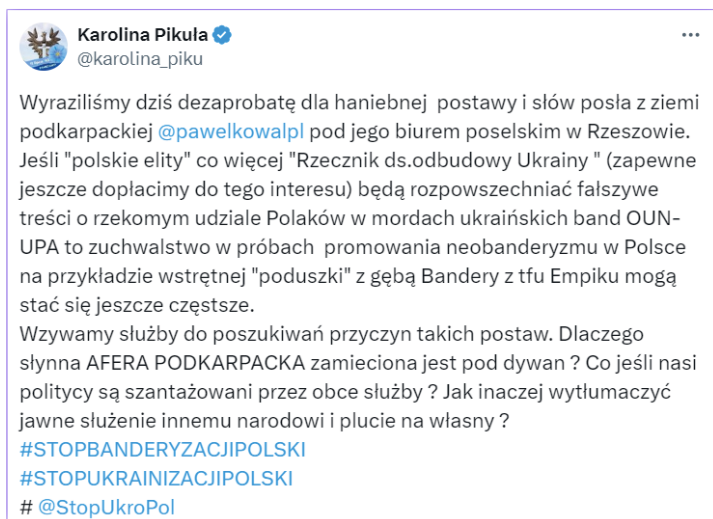 Karolina Pikuła
@karolina_piku
Wyraziliśmy dziś dezaprobatę dla haniebnej  postawy i słów posła z ziemi
podkarpackiej @pawelkowalpl pod jego biurem poselskim w Rzeszowie.
Jeśli "polskie elity" co więcej "Rzecznik ds.odbudowy Ukrainy " (zapewne
jeszcze dopłacimy do tego interesu) będą rozpowszechniać fałszywe
treści o rzekomym udziale Polaków w mordach ukraińskich band OUN-
UPA to zuchwalstwo w próbach  promowania neobanderyzmu w Polsce
na przykładzie wstrętnej "poduszki" z gębą Bandery z tfu Empiku mogą
stać się jeszcze częstsze.
Wzywamy służby do poszukiwań przyczyn takich postaw. Dlaczego
słynna AFERA PODKARPACKA zamieciona jest pod dywan ? Co jeśli nasi
politycy są szantażowani przez obce służby ? Jak inaczej wytłumaczyć
jawne służenie innemu narodowi i plucie na własny ?
#STOPBANDERYZACJIPOLSKI
#STOPUKRAINIZACJIPOLSKI
# @StopUkroPol